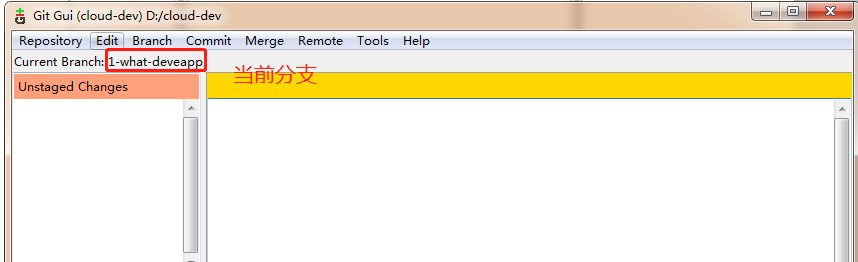 Git Gui (cloud-dev) D:/cloud-dev
Repository Edit Branch Commit Merge Remote Tools Help
Current Branch: 1-what-deveapp
当前分支
Unstaged Changes